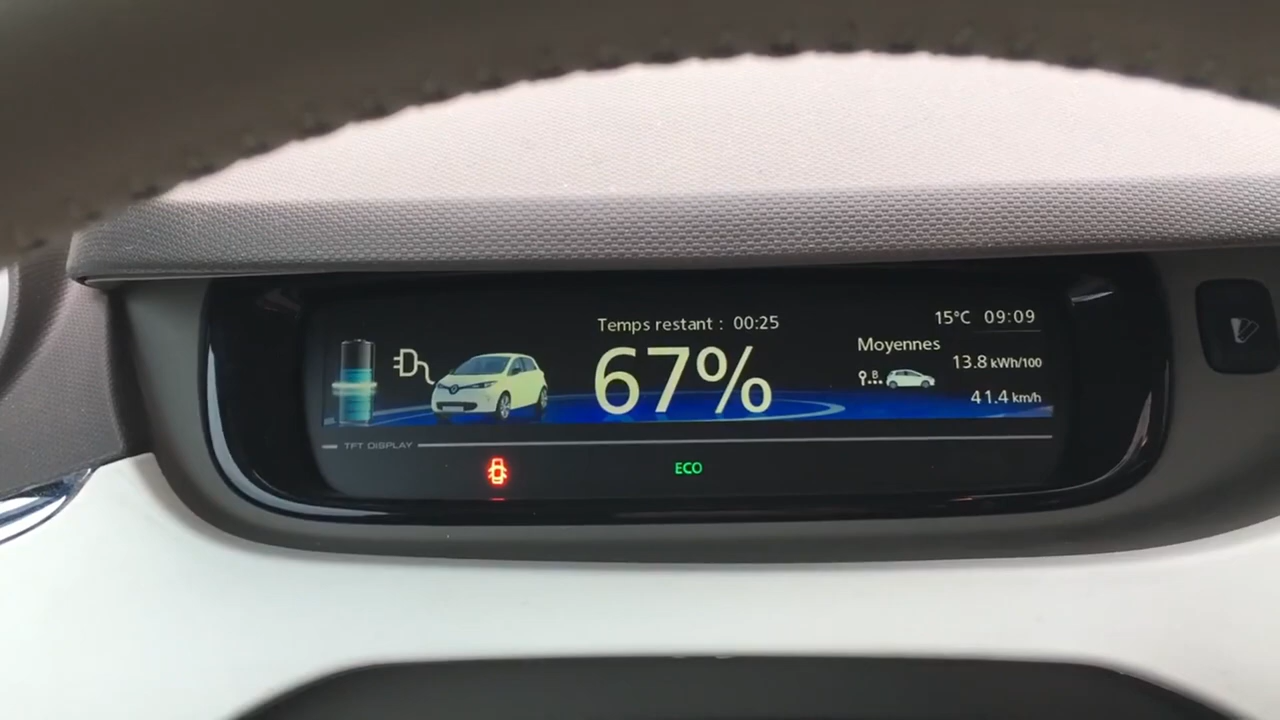 Temps restant : 00:25
67%
15°C 09:09
Moyennes
B
13.8 kWh/100
41.4 km/h
TFT DISPLAY
ECO